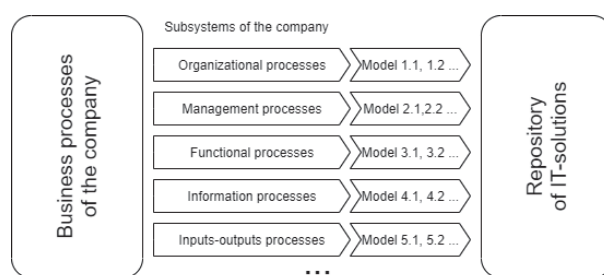 Business processes
of the company
Subsystems of the company
Organizational processes
Model 1.1, 1.2 ...
Management processes
Model 2.1,2.2 ...
Functional processes
Model 3.1, 3.2 ...
Information processes
Model 4.1, 4.2 ...
Inputs-outputs processes
Model 5.1, 5.2 ...
...
Repository
of IT-solutions